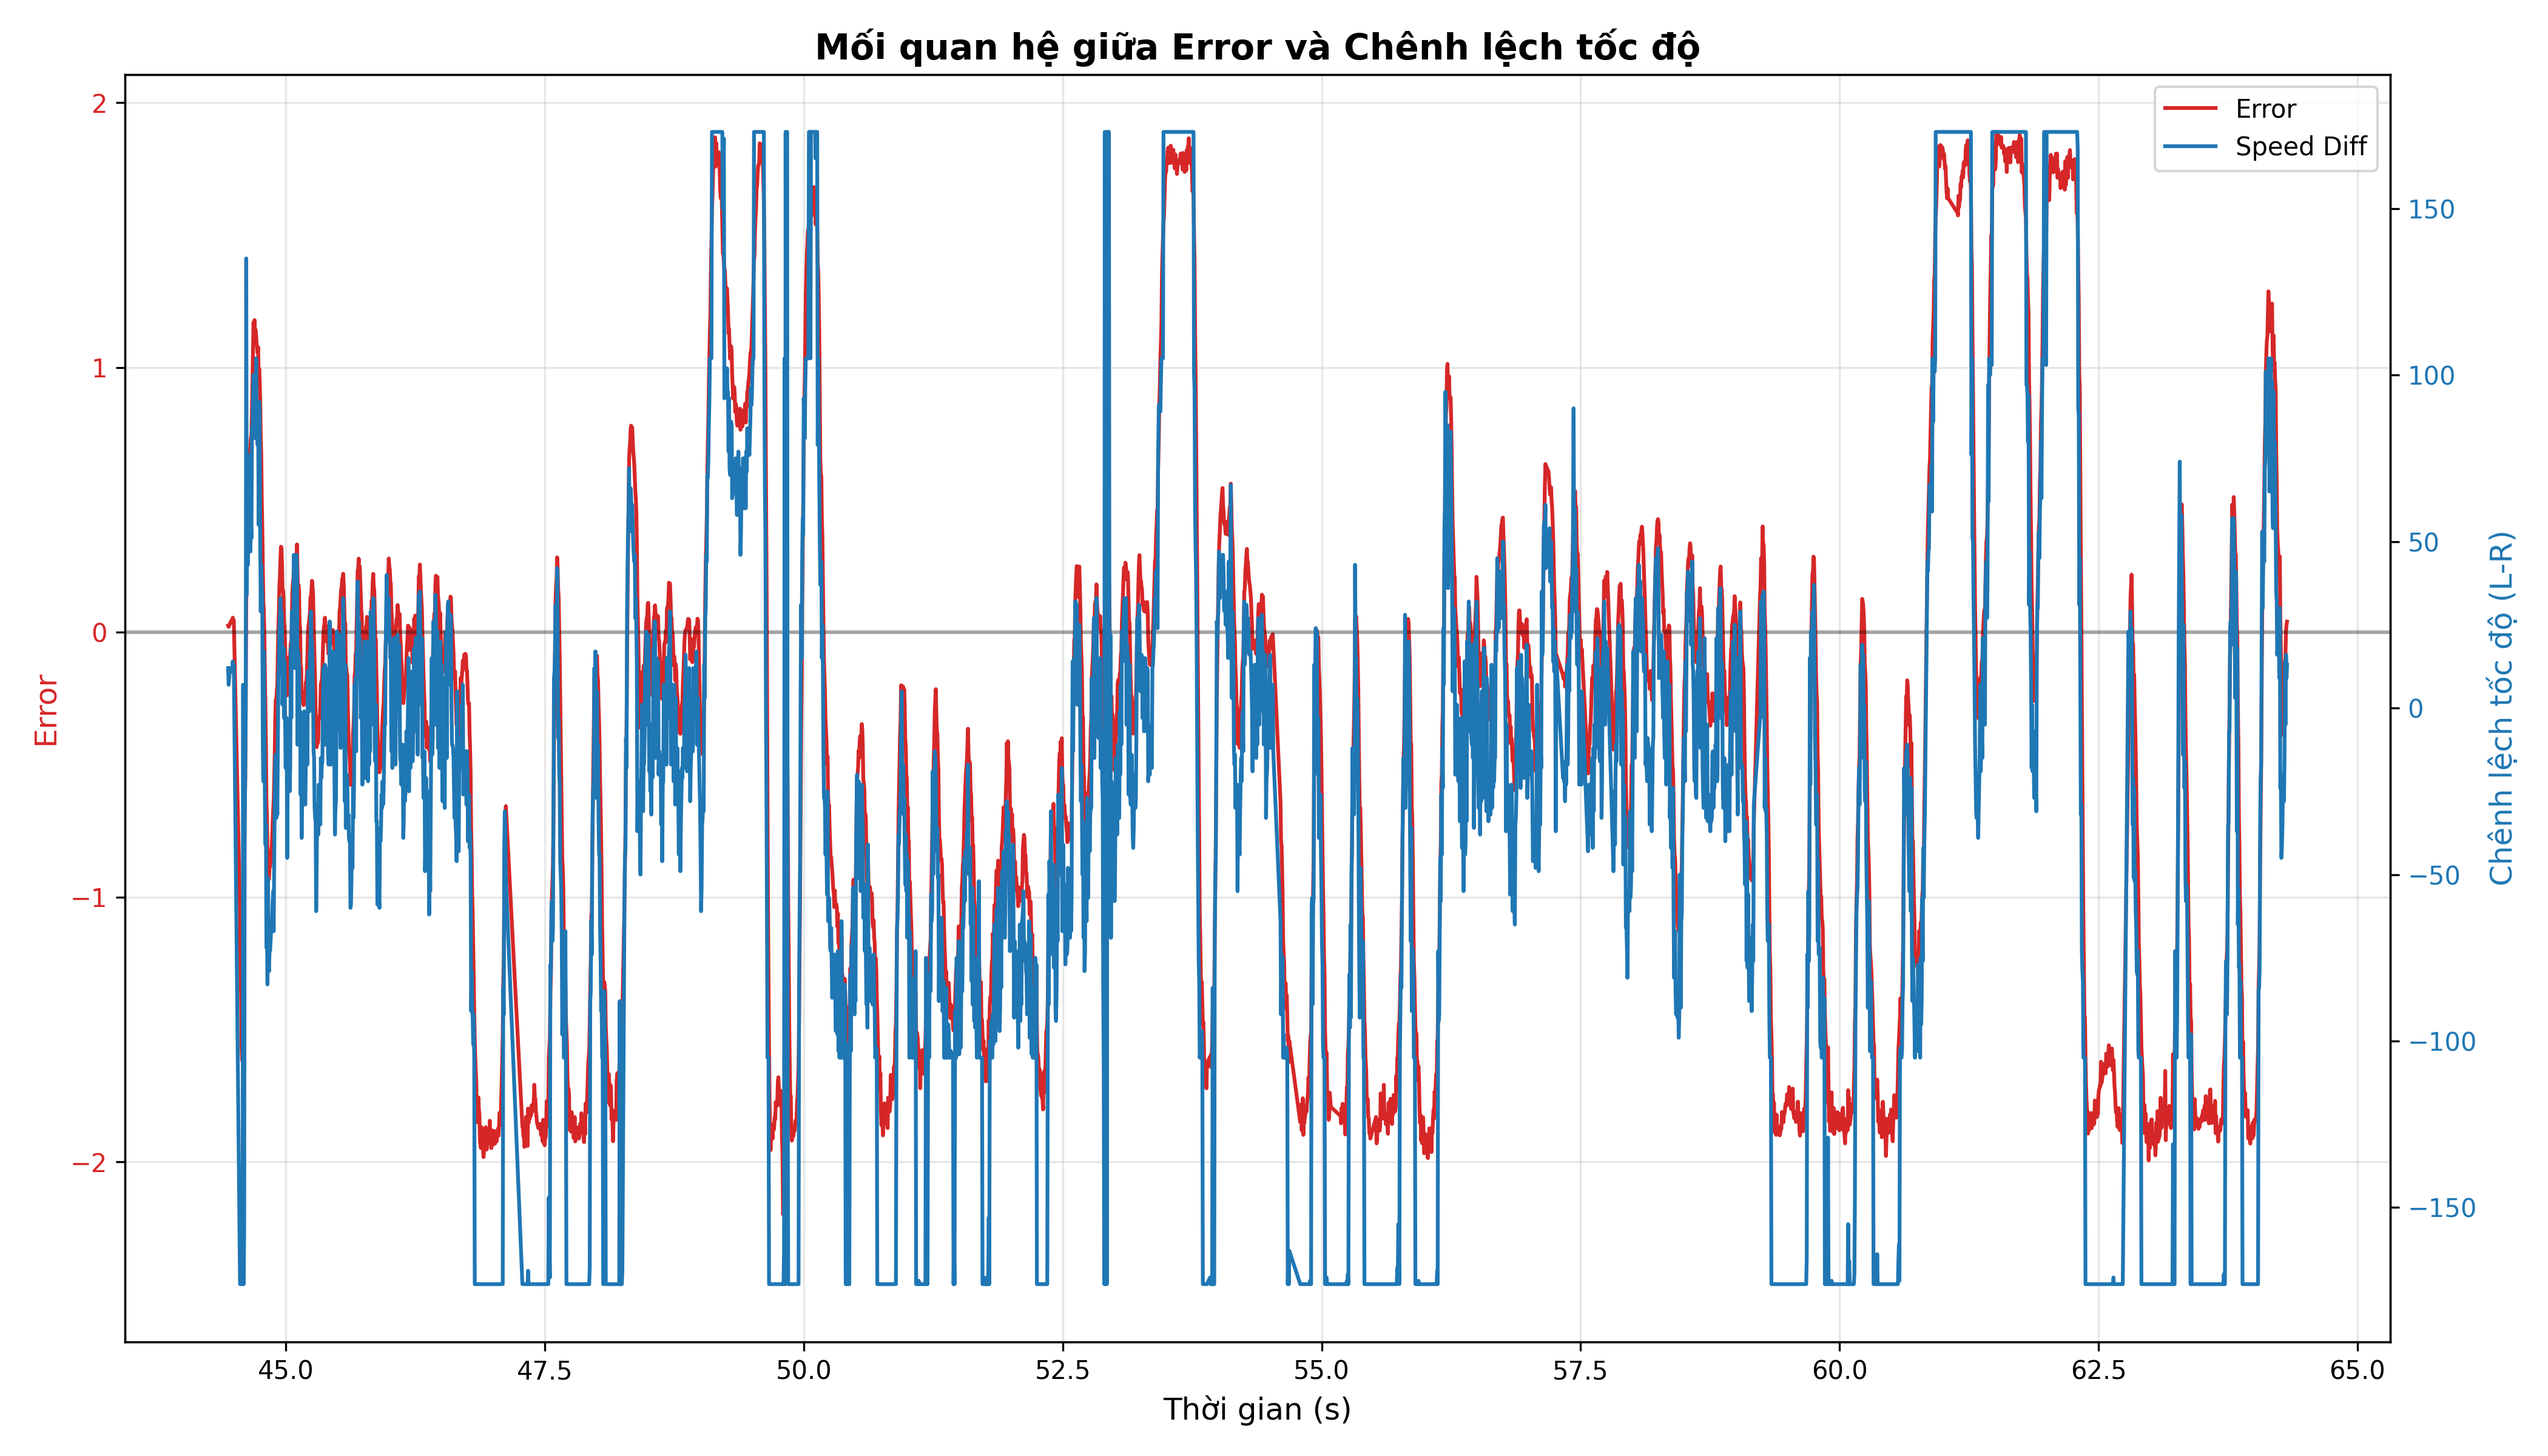 Mối quan hệ giữa Error và Chênh lệch tốc độ
Error
Speed Diff
2
1
0
−1
−2
Error
150
100
50
0
−50
−100
−150
Chênh lệch tốc độ (L-R)
45.0 47.5 50.0 52.5 55.0 57.5 60.0 62.5 65.0
Thời gian (s)